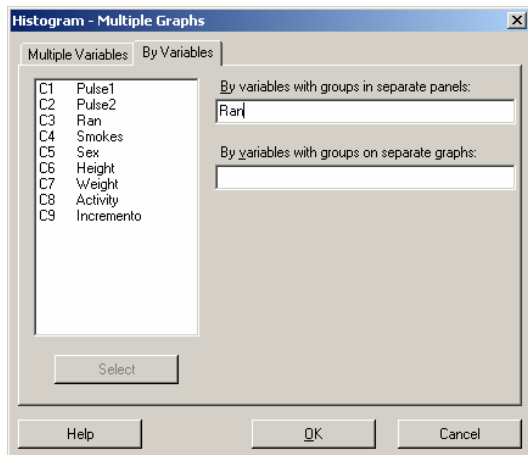 Histogram - Multiple Graphs
Multiple Variables By Variables
C1 Pulse1
C2 Pulse2
C3 Ran
C4 Smokes
C5 Sex
C6 Height
C7 Weight
C8 Activity
C9 Incremento
By variables with groups in separate panels:
Ran
By variables with groups on separate graphs:
Select
Help OK Cancel